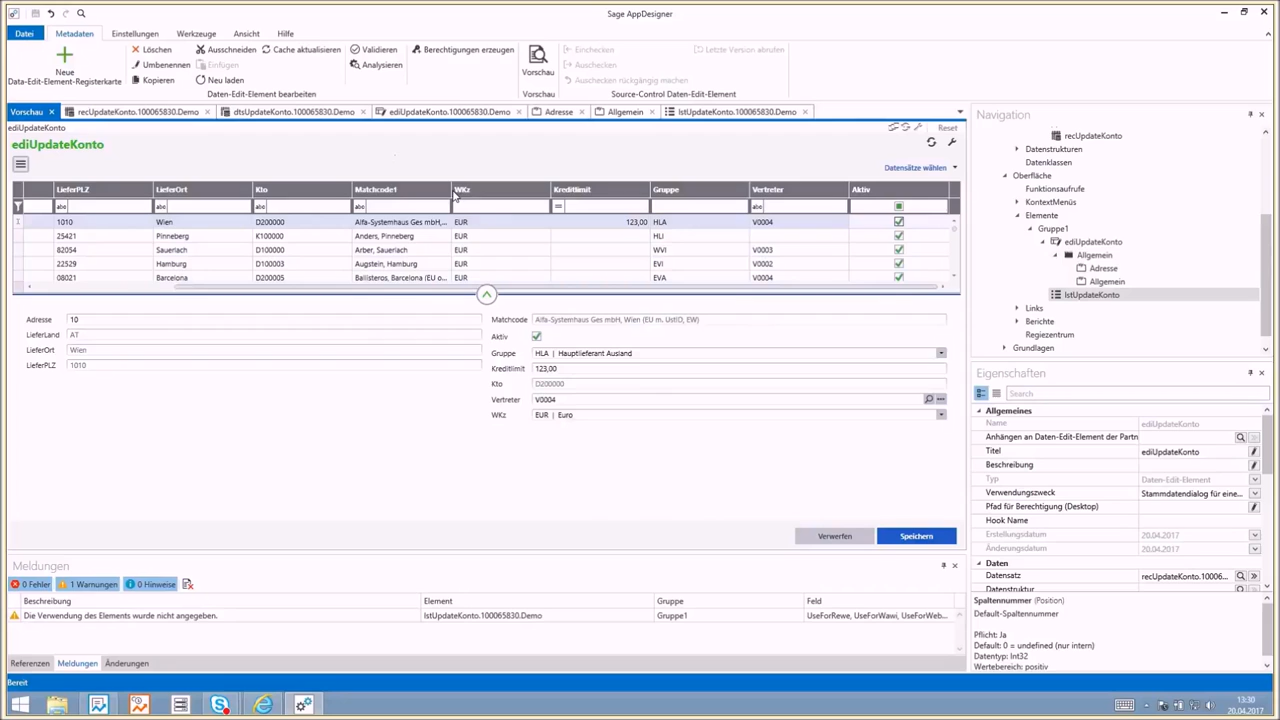 Sage AppDesigner
Datei Metadaten Einstellungen Werkzeuge Ansicht Hilfe
Neue
Data-Edit-Element-Registerkarte
Löschen Ausschneiden Cache aktualisieren
Umbenennen Einfügen
Kopieren Neu laden
Data-Edit-Element bearbeiten
Validieren Berechtigungen erzeugen
Analysieren
Vorschau
Vorschau
Einchecken Letzte Version abrufen
Auschecken
Auschecken rückgängig machen
Source-Control Daten-Edit-Element
Vorschau recUpdateKonto.100065830.Demo dtsUpdateKonto.100065830.Demo ediUpdateKonto.100065830.Demo Adresse Allgemein lstUpdateKonto.100065830.Demo
ediUpdateKonto Reset
ediUpdateKonto
Datensätze wählen
LieferPLZ LieferOrt Kto Matchcode1 WKz Kreditlimit Gruppe Vertreter Aktiv
abc abc abc abc = abc
1010 Wien D200000 Alfa-Systemhaus Ges mbH,... EUR 123,00 HLA V0004
25421 Pinneberg K100000 Anders, Pinneberg EUR HLI
82054 Sauerlach D100000 Arber, Sauerlach EUR WVI V0003
22529 Hamburg D100003 Augstein, Hamburg EUR EVI V0002
08021 Barcelona D200005 Ballisteros, Barcelona (EU o... EUR EVA V0004
Adresse 10
LieferLand AT
LieferOrt Wien
LieferPLZ 1010
Matchcode Alfa-Systemhaus Ges mbH, Wien (EU m. UstID, EW)
Aktiv
Gruppe HLA | Hauptlieferant Ausland
Kreditlimit 123,00
Kto D200000
Vertreter V0004
WKz EUR | Euro
Verwerfen Speichern
Meldungen
0 Fehler 1 Warnungen 0 Hinweise
Beschreibung Element Gruppe Feld
Die Verwendung des Elements wurde nicht angegeben. lstUpdateKonto.100065830.Demo Gruppe1 UseForRewe, UseForWawi, UseForWeb...
Referenzen Meldungen Änderungen
Bereit
Navigation
recUpdateKonto
Datenstrukturen
Datenklassen
Oberfläche
Funktionsaufrufe
KontextMenüs
Elemente
Gruppe1
ediUpdateKonto
Allgemein
Adresse
Allgemein
lstUpdateKonto
Links
Berichte
Regiezentrum
Grundlagen
Eigenschaften
Search
Allgemeines
Name ediUpdateKonto
Anhängen an Daten-Edit-Element der Partn
Titel ediUpdateKonto
Beschreibung
Typ Daten-Edit-Element
Verwendungszweck Stammdatendialog für eine...
Pfad für Berechtigung (Desktop)
Hook Name
Erstellungsdatum 20.04.2017
Änderungsdatum 20.04.2017
Daten
Datensatz recUpdateKonto.10006...
Datenstruktur
Spaltennummer (Position)
Default-Spaltennummer
Pflicht: Ja
Default: 0 = undefined (nur intern)
Datentyp: Int32
Wertebereich: positiv
13:30
20.04.2017